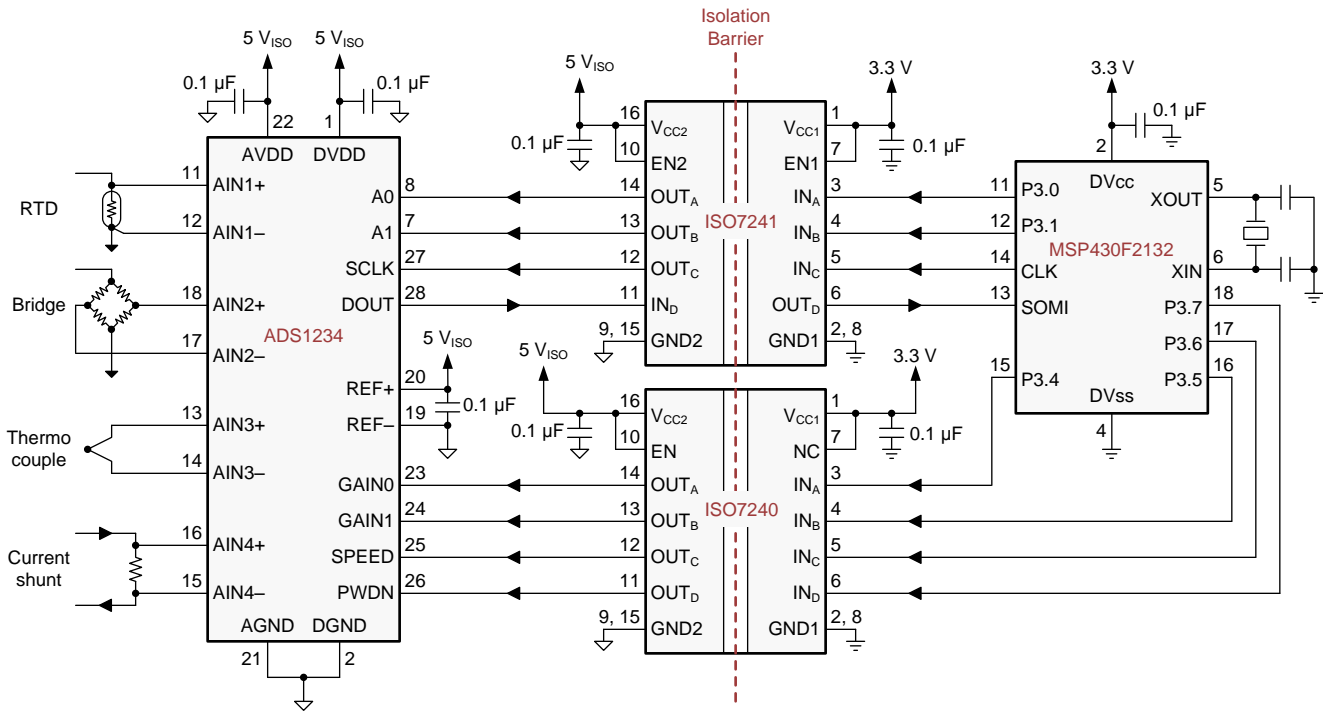 Isolation
Barrier
5 VISO
5 VISO
0.1 µF
0.1 µF
22
1
AVDD
DVDD
ADS1234
RTD
11
AIN1+
12
AIN1–
Bridge
18
AIN2+
17
AIN2–
Thermo
couple
13
AIN3+
14
AIN3–
Current
shunt
16
AIN4+
15
AIN4–
AGND
DGND
21
2
A0
8
A1
7
SCLK
27
DOUT
28
5 VISO
REF+
20
0.1 µF
REF–
19
GAIN0
23
GAIN1
24
SPEED
25
PWDN
26
5 VISO
0.1 µF
16
VCC2
10
EN2
14
OUTA
13
OUTB
12
OUTC
11
IND
9, 15
GND2
ISO7241
3.3 V
0.1 µF
1
VCC1
7
EN1
3
INA
4
INB
5
INC
6
OUTD
2, 8
GND1
5 VISO
0.1 µF
16
VCC2
10
EN
14
OUTA
13
OUTB
12
OUTC
11
OUTD
9, 15
GND2
ISO7240
3.3 V
0.1 µF
1
VCC1
7
NC
3
INA
4
INB
5
INC
6
IND
2, 8
GND1
3.3 V
0.1 µF
2
DVcc
MSP430F2132
11
P3.0
12
P3.1
14
CLK
13
SOMI
15
P3.4
XOUT
5
XIN
6
P3.7
18
P3.6
17
P3.5
16
DVss
4